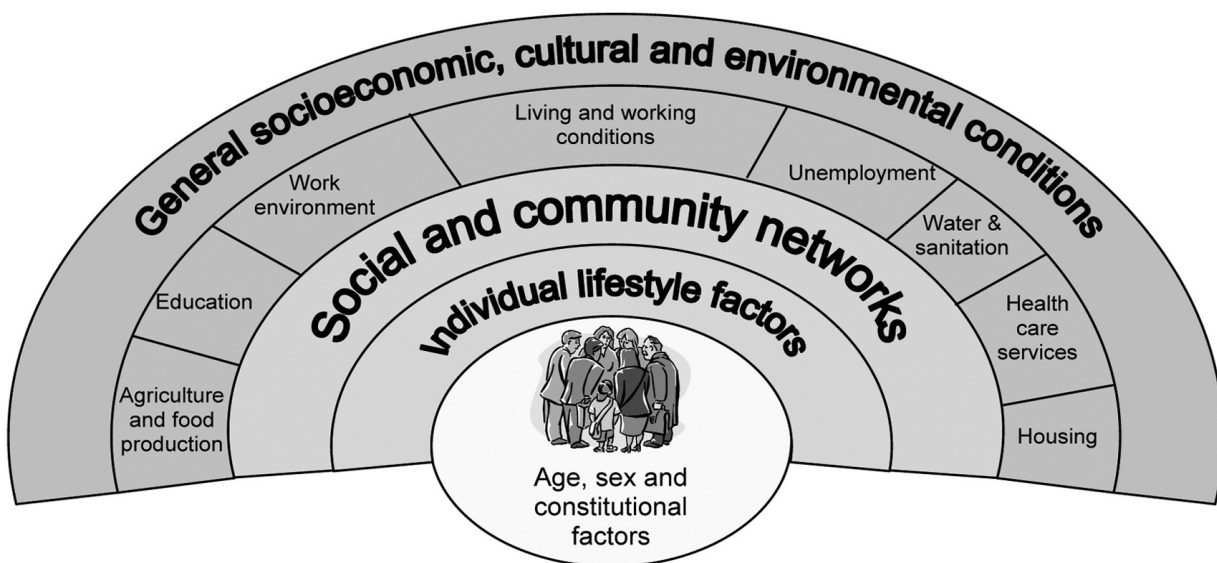 General socioeconomic, cultural and environmental conditions
Living and working
conditions
Work
environment
Unemployment
Education
Water &
sanitation
Agriculture
and food
production
Health
care
services
Housing
Social and community networks
Individual lifestyle factors
Age, sex and
constitutional
factors